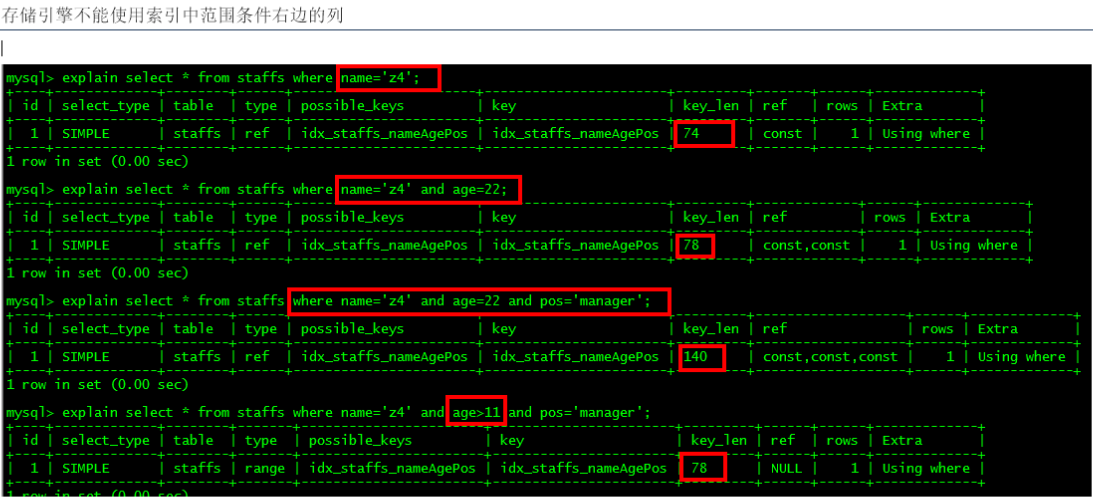 存储引擎不能使用索引中范围条件右边的列
mysql> explain select * from staffs where name='z4';
| id | select_type | table | type | possible_keys | key | key_len | ref | rows | Extra |
| 1 | SIMPLE | staffs | ref | idx_staffs_nameAgePos | idx_staffs_nameAgePos | 74 | const | 1 | Using where |
1 row in set (0.00 sec)
mysql> explain select * from staffs where name='z4' and age=22;
| id | select_type | table | type | possible_keys | key | key_len | ref | rows | Extra |
| 1 | SIMPLE | staffs | ref | idx_staffs_nameAgePos | idx_staffs_nameAgePos | 78 | const,const | 1 | Using where |
1 row in set (0.00 sec)
mysql> explain select * from staffs where name='z4' and age=22 and pos='manager';
| id | select_type | table | type | possible_keys | key | key_len | ref | rows | Extra |
| 1 | SIMPLE | staffs | ref | idx_staffs_nameAgePos | idx_staffs_nameAgePos | 140 | const,const,const | 1 | Using where |
1 row in set (0.00 sec)
mysql> explain select * from staffs where name='z4' and age>11 and pos='manager';
| id | select_type | table | type | possible_keys | key | key_len | ref | rows | Extra |
| 1 | SIMPLE | staffs | range | idx_staffs_nameAgePos | idx_staffs_nameAgePos | 78 | NULL | 1 | Using where |
1 row in set (0.00 sec)